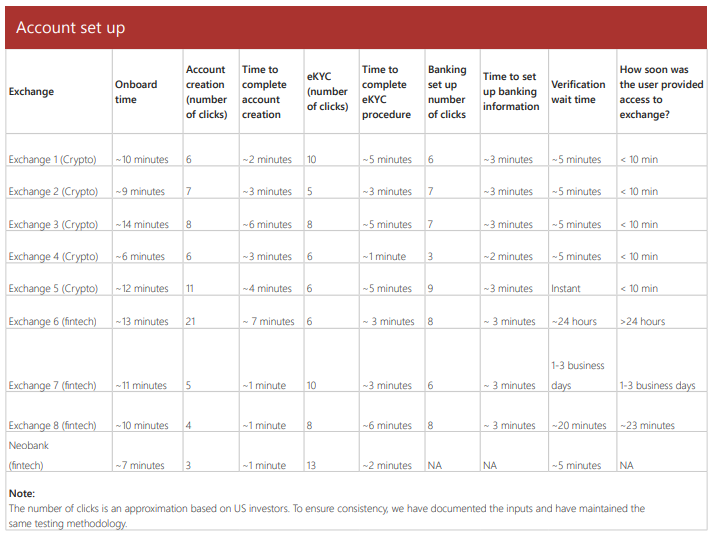 Account set up
Exchange
Onboard
time
Account
creation
(number
of clicks)
Time to
complete
account
creation
eKYC
(number
of clicks)
Time to
complete
eKYC
procedure
Banking
set up
number
of clicks
Time to set
up banking
information
Verification
wait time
How soon was
the user provided
access to
exchange?
Exchange 1 (Crypto) ~10 minutes 6 ~2 minutes 10 ~5 minutes 6 ~3 minutes ~5 minutes < 10 min
Exchange 2 (Crypto) ~9 minutes 7 ~3 minutes 5 ~3 minutes 7 ~3 minutes ~5 minutes < 10 min
Exchange 3 (Crypto) ~14 minutes 8 ~6 minutes 8 ~5 minutes 7 ~3 minutes ~5 minutes < 10 min
Exchange 4 (Crypto) ~6 minutes 6 ~3 minutes 6 ~1 minute 3 ~2 minutes ~5 minutes < 10 min
Exchange 5 (Crypto) ~12 minutes 11 ~4 minutes 6 ~5 minutes 9 ~3 minutes Instant < 10 min
Exchange 6 (fintech) ~13 minutes 21 ~ 7 minutes 6 ~ 3 minutes 8 ~ 3 minutes ~24 hours >24 hours
1-3 business
Exchange 7 (fintech) ~11 minutes 5 ~1 minute 10 ~3 minutes 6 ~ 3 minutes days 1-3 business days
Exchange 8 (fintech) ~10 minutes 4 ~1 minute 8 ~6 minutes 8 ~ 3 minutes ~20 minutes ~23 minutes
Neobank
(fintech) ~7 minutes 3 ~1 minute 13 ~2 minutes NA NA ~5 minutes NA
Note:
The number of clicks is an approximation based on US investors. To ensure consistency, we have documented the inputs and have maintained the
same testing methodology.